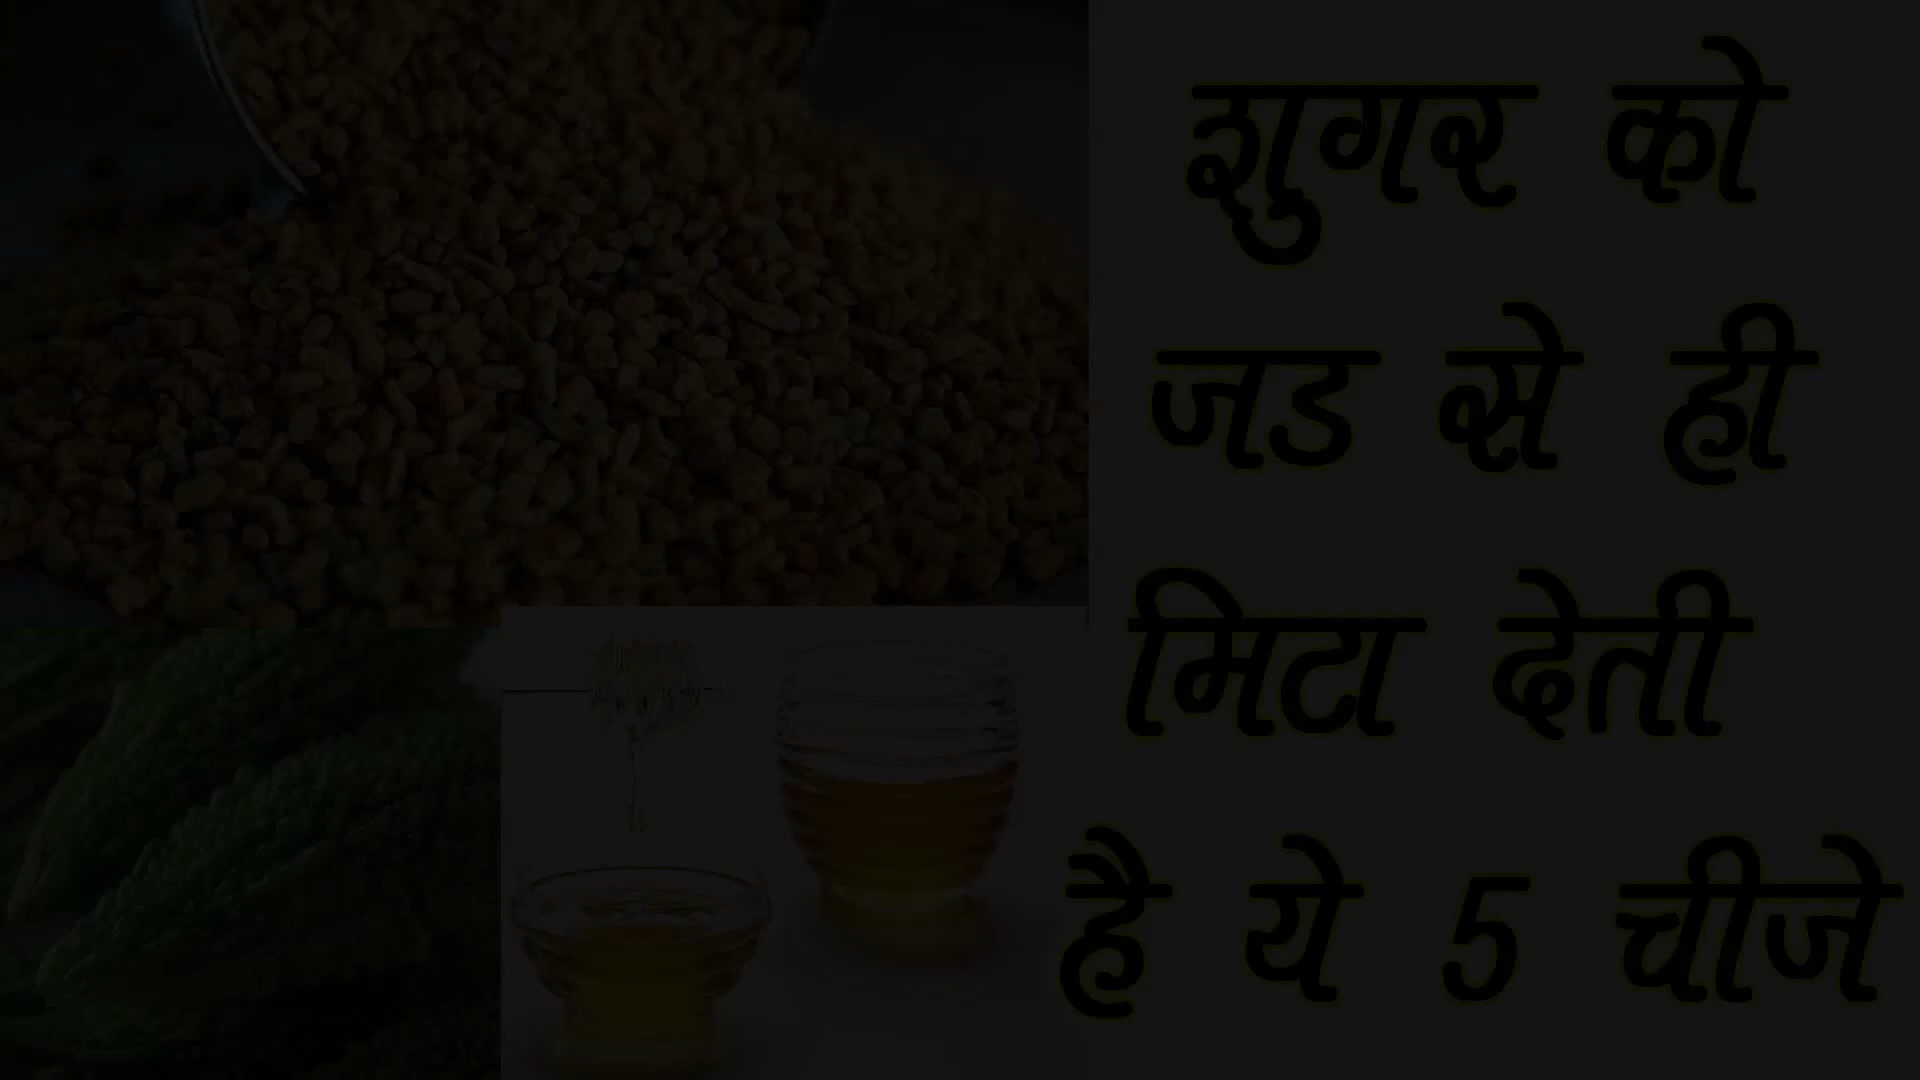 शुगर को
जड से ही
मिटा देती
है ये 5 चीजे